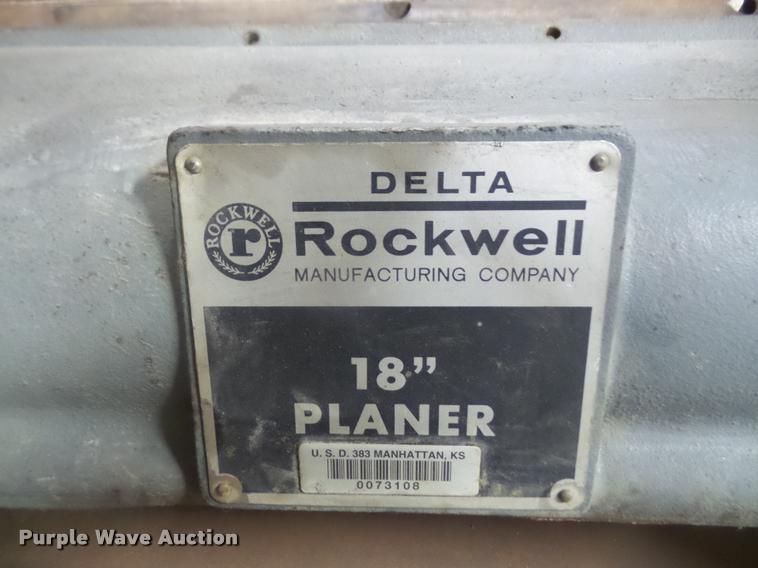 DELTA
ROCKWELL
r
Rockwell
MANUFACTURING COMPANY
18”
PLANER
U. S. D. 383 MANHATTAN, KS
0073108
Purple Wave Auction